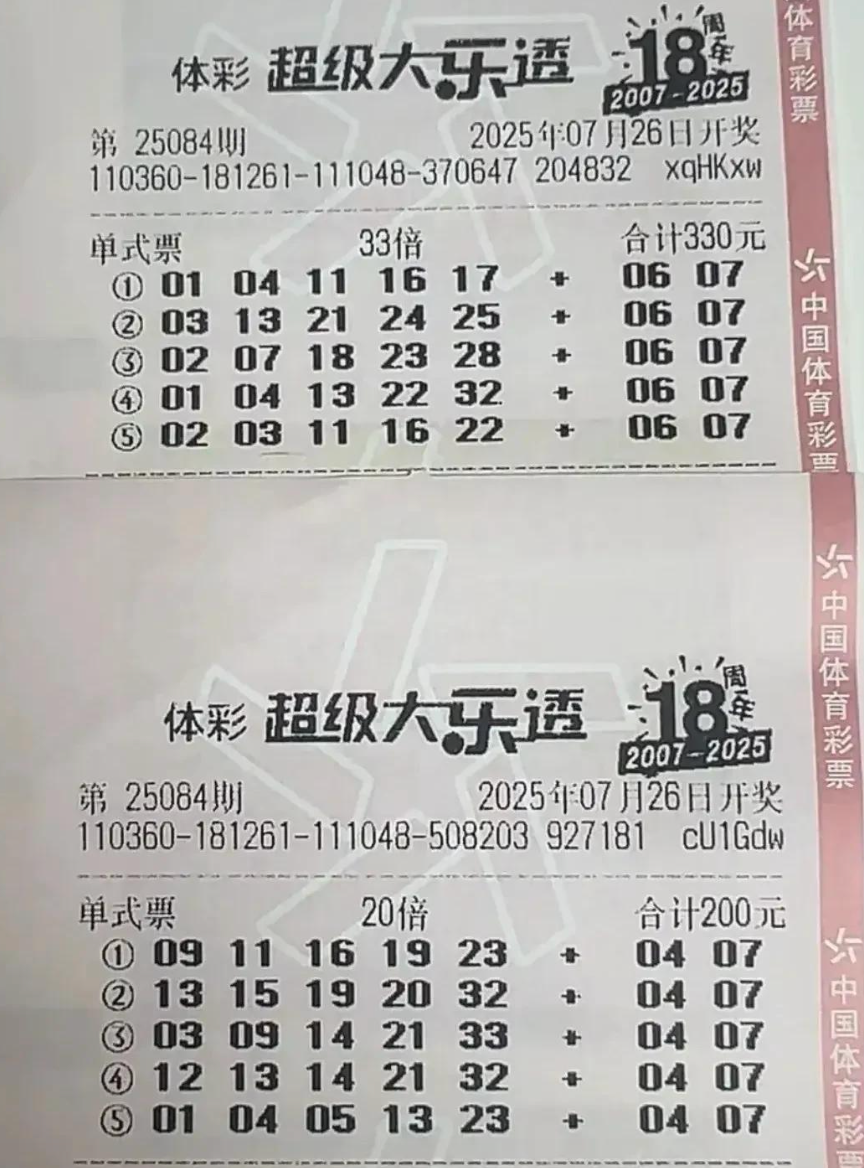 体彩 超级大乐透 18周年
2007-2025
第 25084期 2025年07月26日开奖
110360-181261-111048-370647 204832 xqHKxw
单式票 33倍 合计330元
① 01 04 11 16 17 + 06 07
② 03 13 21 24 25 + 06 07
③ 02 07 18 23 28 + 06 07
④ 01 04 13 22 32 + 06 07
⑤ 02 03 11 16 22 + 06 07
体育彩票
中国体育彩票
体彩 超级大乐透 18周年
2007-2025
第 25084期 2025年07月26日开奖
110360-181261-111048-508203 927181 cU1Gdw
单式票 20倍 合计200元
① 09 11 16 19 23 + 04 07
② 13 15 19 20 32 + 04 07
③ 03 09 14 21 33 + 04 07
④ 12 13 14 21 32 + 04 07
⑤ 01 04 05 13 23 + 04 07
中国体育彩票
中国体育彩票